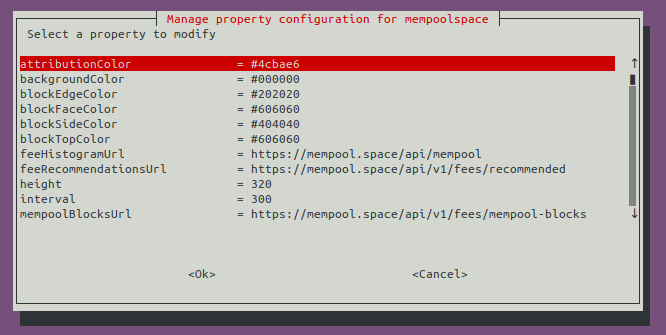 Manage property configuration for mempoolspace
Select a property to modify
attributionColor = #4cbae6
backgroundColor = #000000
blockEdgeColor = #202020
blockFaceColor = #606060
blockSideColor = #404040
blockTopColor = #606060
feeHistogramUrl = https://mempool.space/api/mempool
feeRecommendationsUrl = https://mempool.space/api/v1/fees/recommended
height = 320
interval = 300
mempoolBlocksUrl = https://mempool.space/api/v1/fees/mempool-blocks
<Ok> <Cancel>